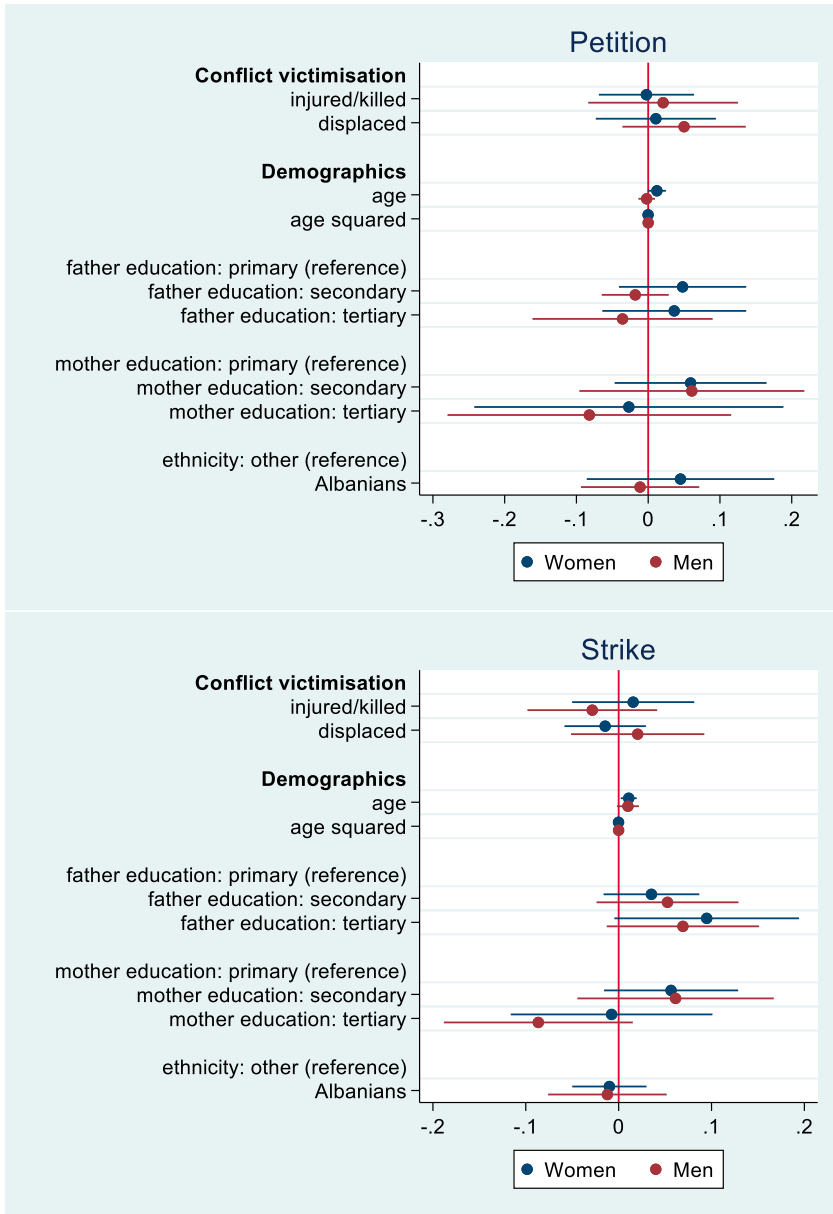 Petition
Conflict victimisation
injured/killed
displaced
Demographics
age
age squared
father education: primary (reference)
father education: secondary
father education: tertiary
mother education: primary (reference)
mother education: secondary
mother education: tertiary
ethnicity: other (reference)
Albanians
-.3 -.2 -.1 0 .1 .2
Women Men
Strike
Conflict victimisation
injured/killed
displaced
Demographics
age
age squared
father education: primary (reference)
father education: secondary
father education: tertiary
mother education: primary (reference)
mother education: secondary
mother education: tertiary
ethnicity: other (reference)
Albanians
-.2 -.1 0 .1 .2
Women Men